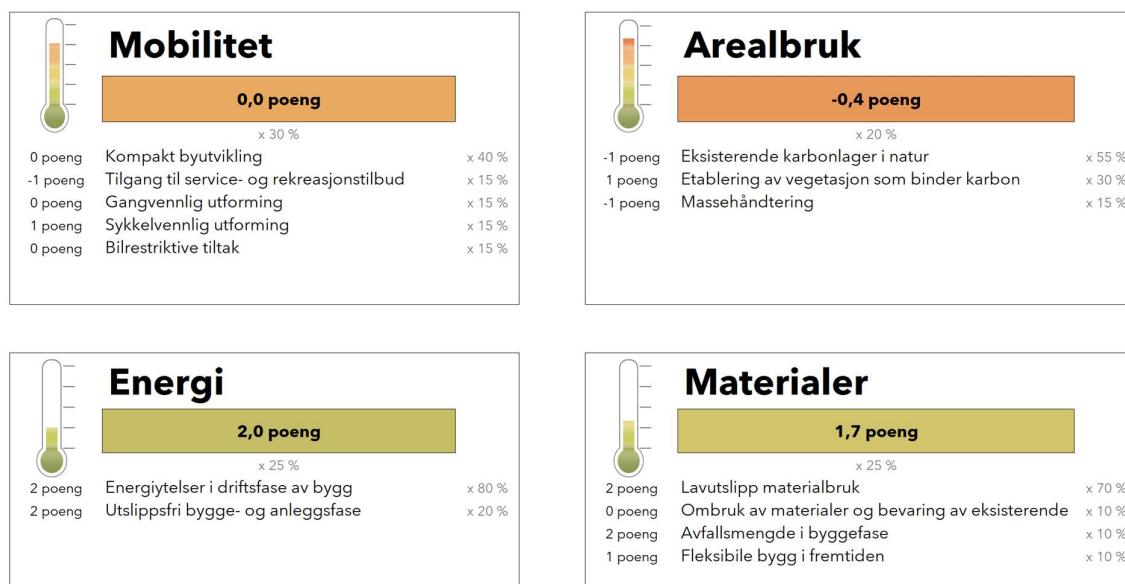 Mobilitet
0,0 poeng
x 30 %
0 poeng Kompakt byutvikling x 40 %
-1 poeng Tilgang til service- og rekreasjonstilbud x 15 %
0 poeng Gangvennlig utforming x 15 %
1 poeng Sykkelvennlig utforming x 15 %
0 poeng Bilrestriktive tiltak x 15 %
Arealbruk
-0,4 poeng
x 20 %
-1 poeng Eksisterende karbonlager i natur x 55 %
1 poeng Etablering av vegetasjon som binder karbon x 30 %
-1 poeng Massehåndtering x 15 %
Energi
2,0 poeng
x 25 %
2 poeng Energiytelser i driftsfase av bygg x 80 %
2 poeng Utslippsfri bygge- og anleggsfase x 20 %
Materialer
1,7 poeng
x 25 %
2 poeng Lavutslipp materialbruk x 70 %
0 poeng Ombruk av materialer og bevaring av eksisterende x 10 %
2 poeng Avfallsmengde i byggefase x 10 %
1 poeng Fleksibile bygg i fremtiden x 10 %